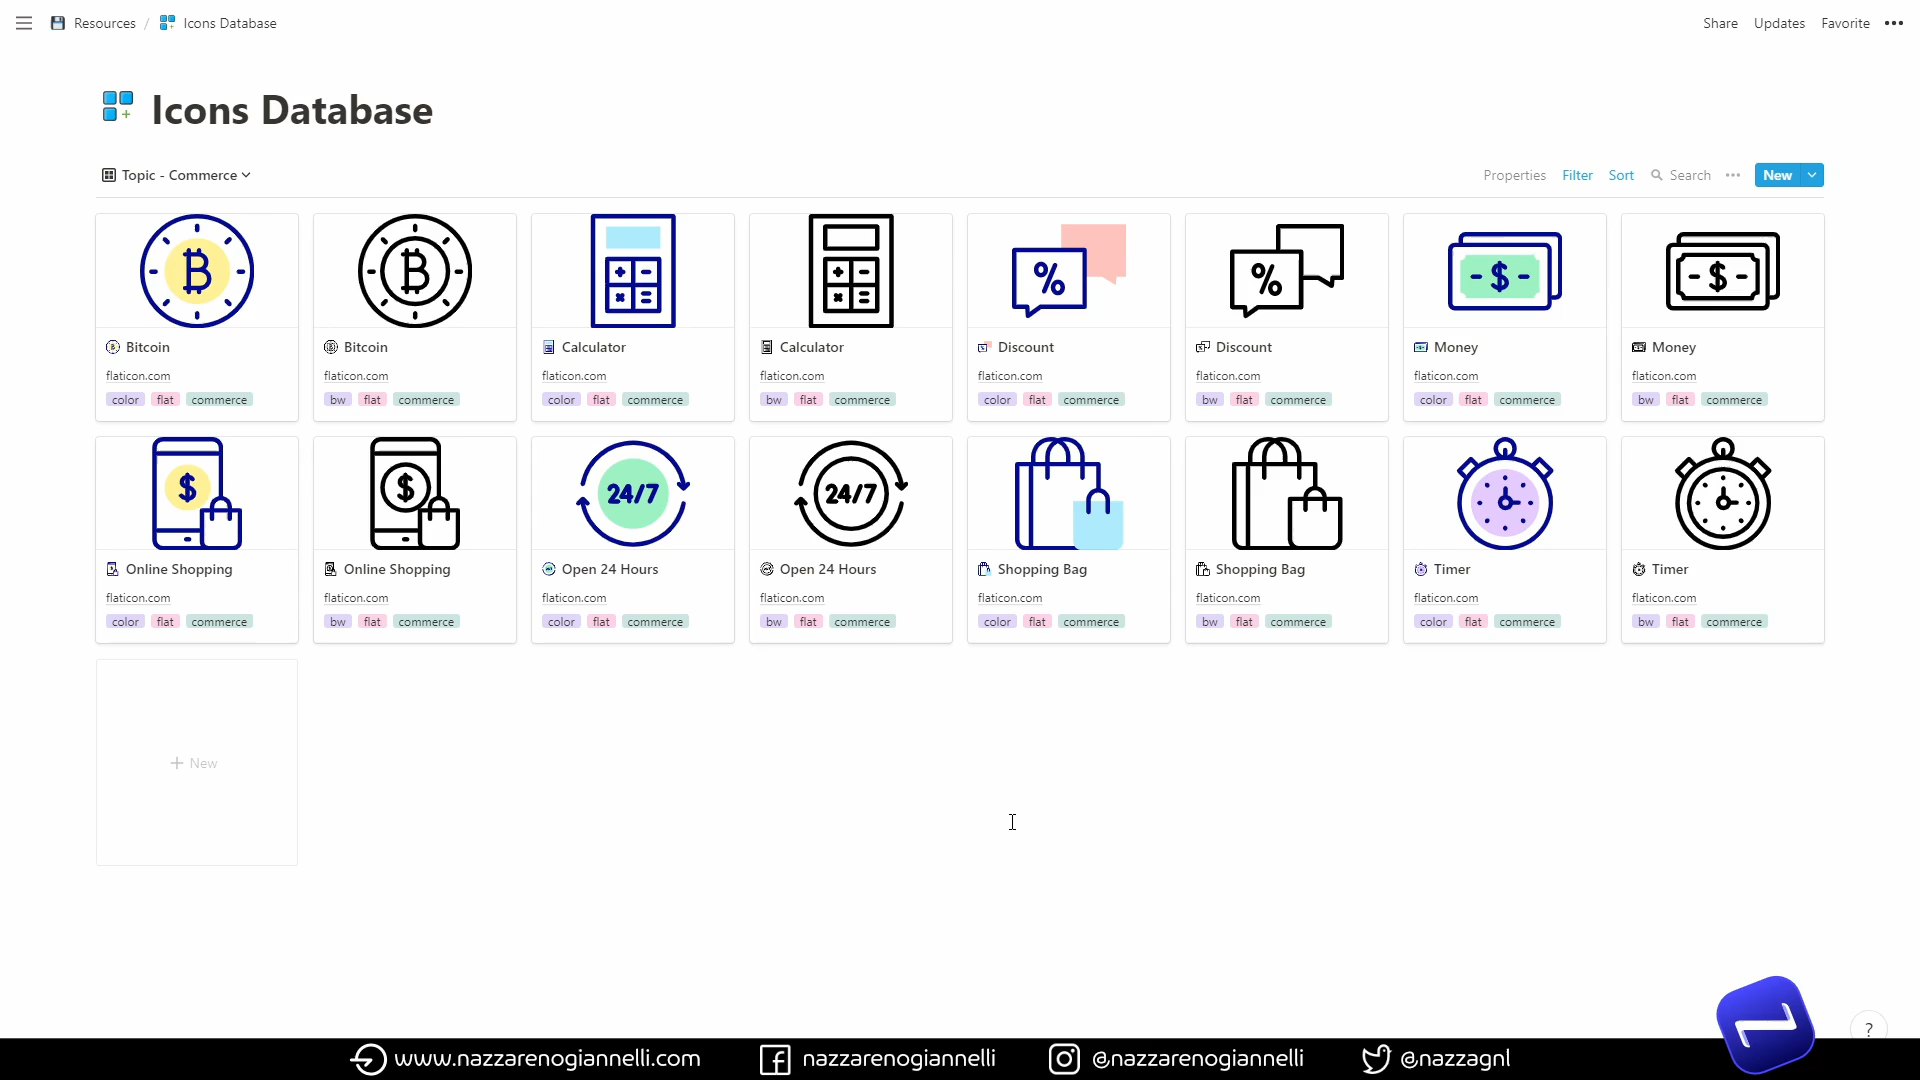 Resources / Icons Database
Share Updates Favorite
Icons Database
Topic - Commerce
Properties Filter Sort Search New
24/7 24/7
Bitcoin Bitcoin Calculator Calculator Discount Discount Money Money
flaticon.com flaticon.com flaticon.com flaticon.com flaticon.com flaticon.com flaticon.com flaticon.com
color flat commerce bw flat commerce color flat commerce bw flat commerce color flat commerce bw flat commerce color flat commerce bw flat commerce
Online Shopping Online Shopping Open 24 Hours Open 24 Hours Shopping Bag Shopping Bag Timer Timer
flaticon.com flaticon.com flaticon.com flaticon.com flaticon.com flaticon.com flaticon.com flaticon.com
color flat commerce bw flat commerce color flat commerce bw flat commerce color flat commerce bw flat commerce color flat commerce bw flat commerce
+ New
?
www.nazzarenogiannelli.com nazzarenogiannelli @nazzarenogiannelli @nazzagnl